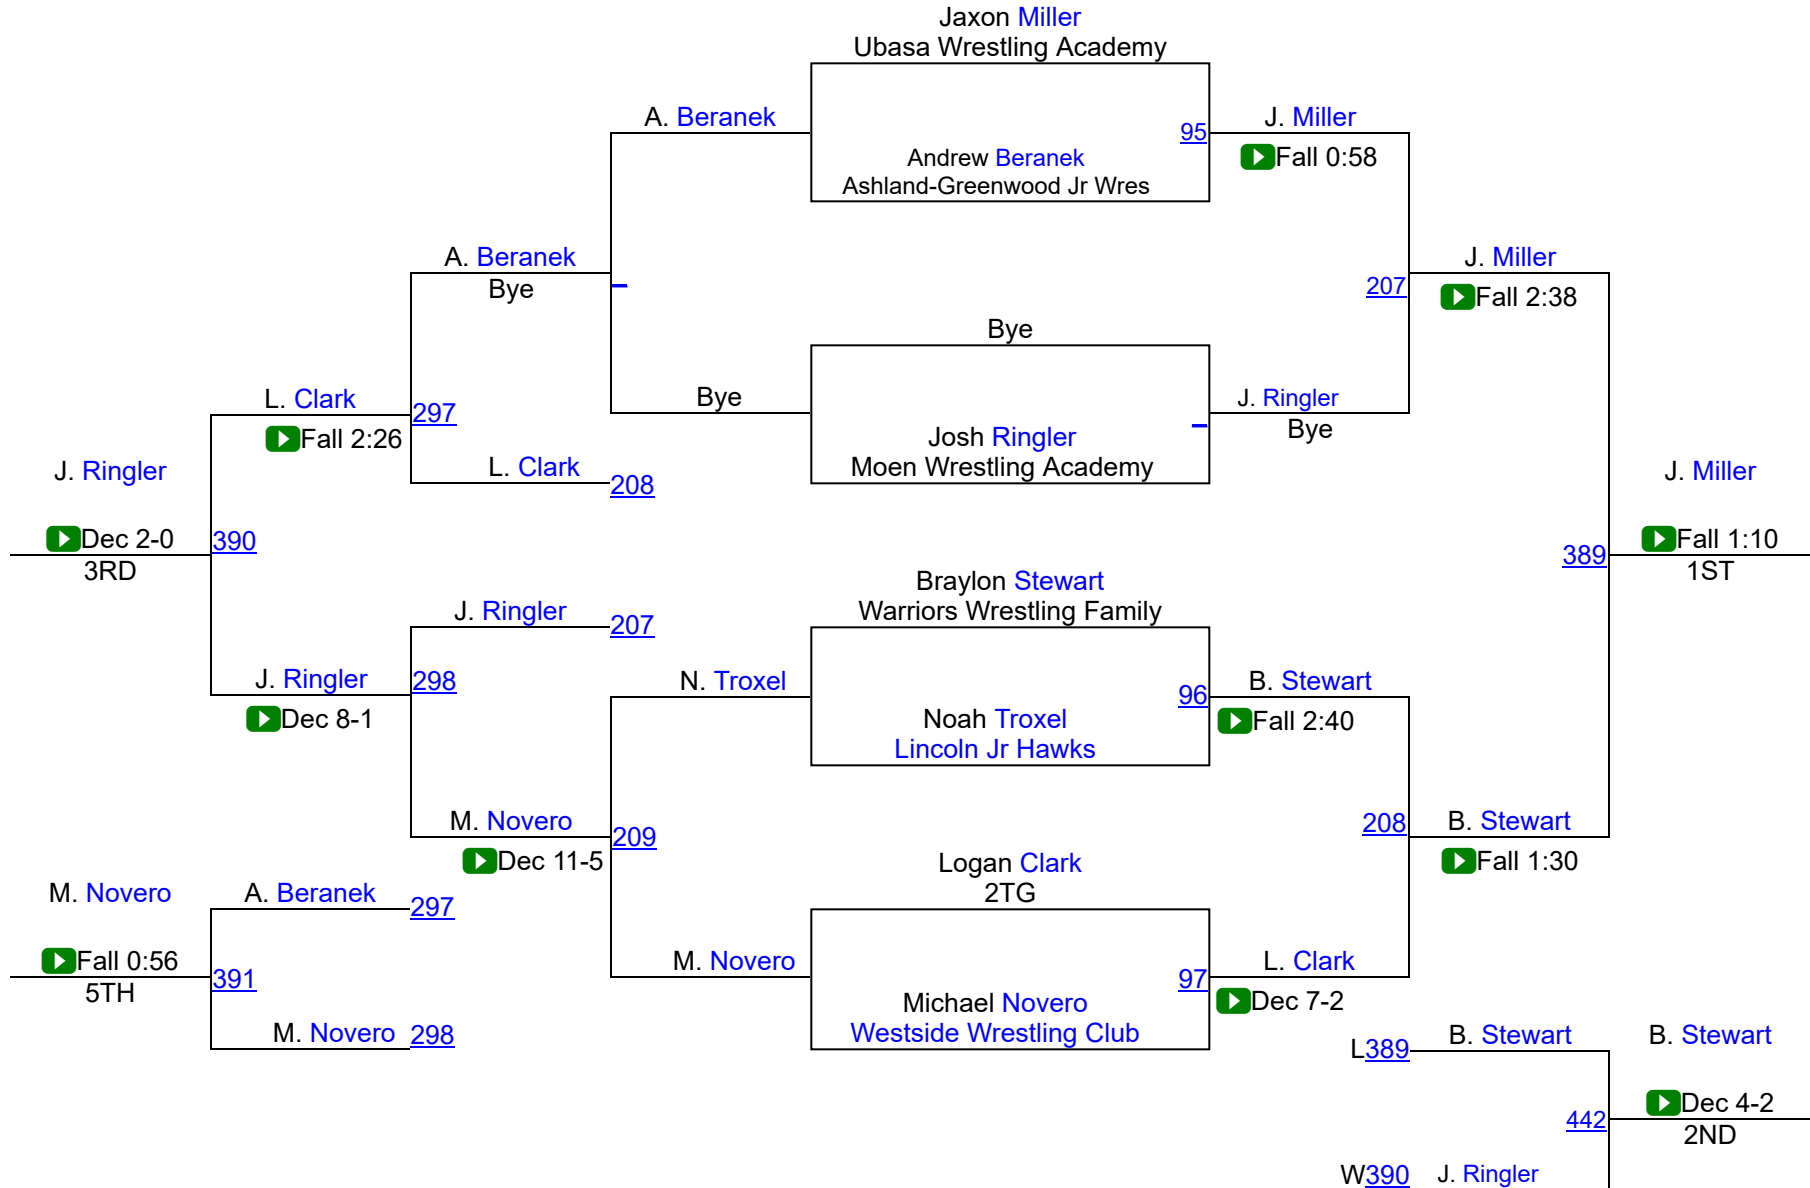 Jaxon Miller
Ubasa Wrestling Academy
A. Beranek
95
J. Miller
Fall 0:58
Andrew Beranek
Ashland-Greenwood Jr Wres
A. Beranek
Bye
J. Miller
207
Fall 2:38
Bye
L. Clark
297
Fall 2:26
Bye
J. Ringler
Bye
Josh Ringler
Moen Wrestling Academy
L. Clark
208
J. Ringler
J. Miller
Dec 2-0
390
3RD
389
Fall 1:10
1ST
Braylon Stewart
Warriors Wrestling Family
J. Ringler
207
J. Ringler
298
Dec 8-1
N. Troxel
96
B. Stewart
Fall 2:40
Noah Troxel
Lincoln Jr Hawks
M. Novero
209
Dec 11-5
208
B. Stewart
Fall 1:30
Logan Clark
2TG
M. Novero
A. Beranek
297
Fall 0:56
391
5TH
M. Novero
97
L. Clark
Dec 7-2
Michael Novero
Westside Wrestling Club
M. Novero 298
L389
B. Stewart
B. Stewart
442
Dec 4-2
2ND
W390
J. Ringler